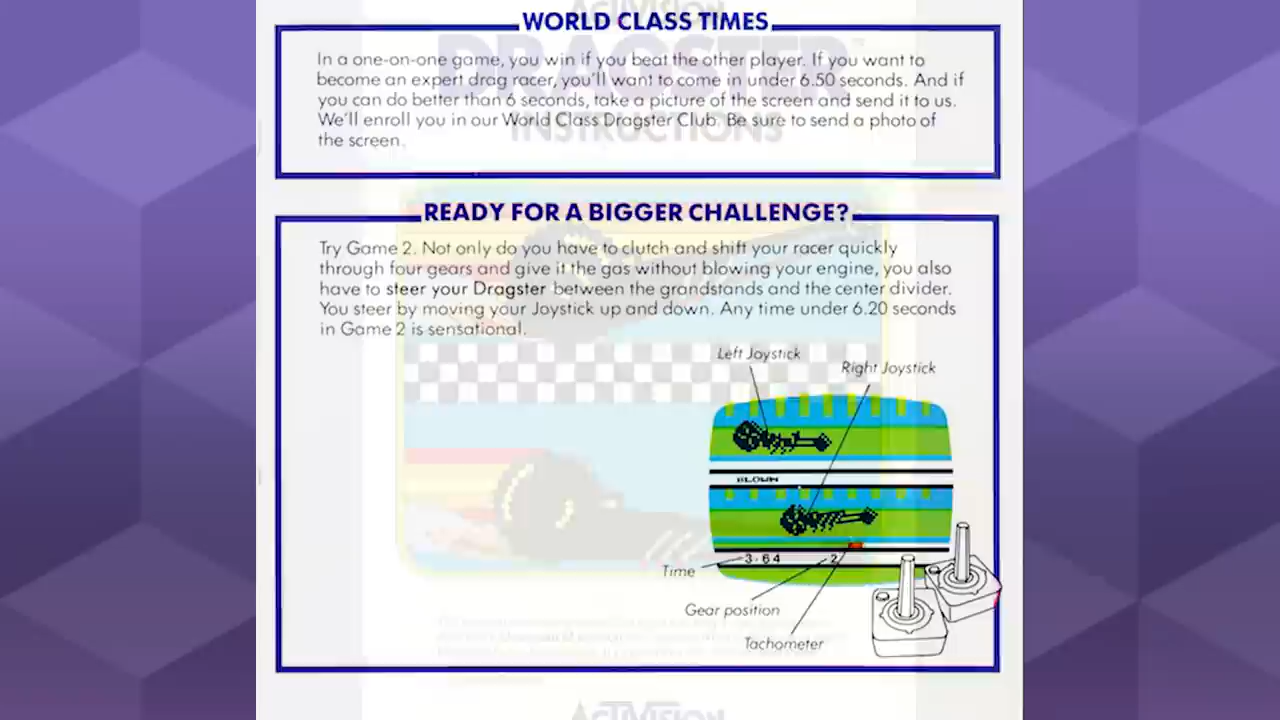 ACTIVISION
DRAGSTER
INSTRUCTIONS
WORLD CLASS TIMES
In a one-on-one game, you win if you beat the other player. If you want to
become an expert drag racer, you'll want to come in under 6.50 seconds. And if
you can do better than 6 seconds, take a picture of the screen and send it to us.
We'll enroll you in our World Class Dragster Club. Be sure to send a photo of
the screen.
READY FOR A BIGGER CHALLENGE?
Try Game 2. Not only do you have to clutch and shift your racer quickly
through four gears and give it the gas without blowing your engine, you also
have to steer your Dragster between the grandstands and the center divider.
You steer by moving your Joystick up and down. Any time under 6.20 seconds
in Game 2 is sensational.
Left Joystick
Right Joystick
BLOWN
3.64 2
Time
Gear position
Tachometer
ACTIVISION